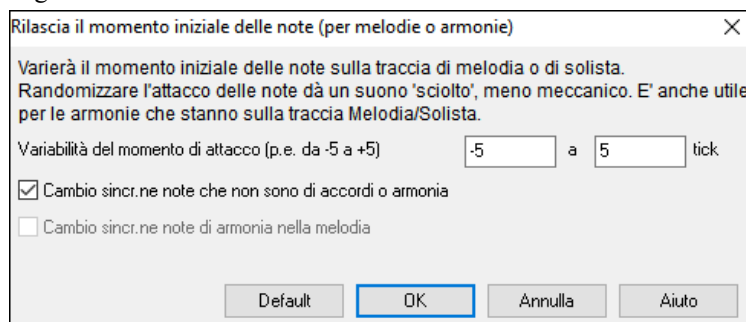 Rilascia il momento iniziale delle note (per melodie o armonie)
Varierà il momento iniziale delle note sulla traccia di melodia o di solista.
Randomizzare l'attacco delle note dà un suono 'sciolto', meno meccanico. E' anche utile
per le armonie che stanno sulla traccia Melodia/Solista.
Variabilità del momento di attacco (p.e. da -5 a +5) -5 a 5 tick
Cambio sincr.ne note che non sono di accordi o armonia
Cambio sincr.ne note di armonia nella melodia
Default OK Annulla Aiuto